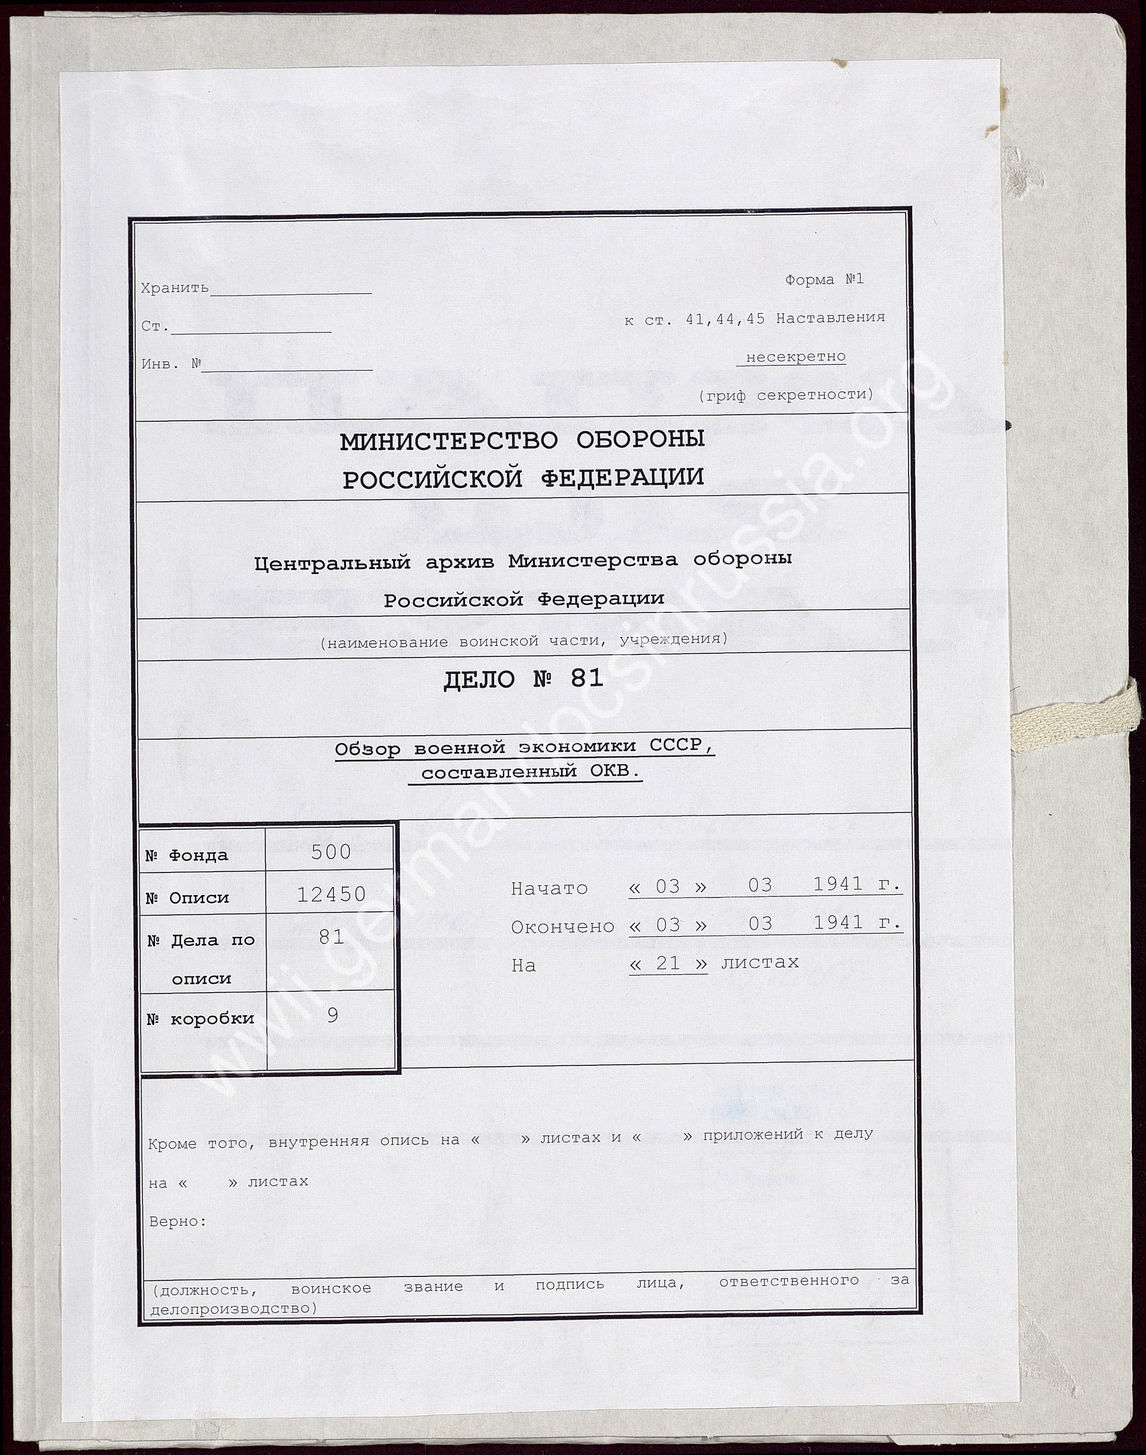 Хранить
Форма №1
Ст.
к ст. 41,44,45 Наставления
Инв. №
несекретно
(гриф секретности)
МИНИСТЕРСТВО ОБОРОНЫ
РОССИЙСКОЙ ФЕДЕРАЦИИ
Центральный архив Министерства обороны
Российской Федерации
(наименование воинской части, учреждения)
ДЕЛО № 81
Обзор военной экономики СССР,
составленный ОКВ.
№ Фонда 500
№ Описи 12450
№ Дела по 81
описи
№ коробки 9
Начато « 03 » 03 1941 г.
Окончено « 03 » 03 1941 г.
На « 21 » листах
Кроме того, внутренняя опись на « » листах и « » приложений к делу
на « » листах
Верно:
(должность, воинское звание и подпись лица, ответственного за
делопроизводство)
wwii.germandocsinrussia.org